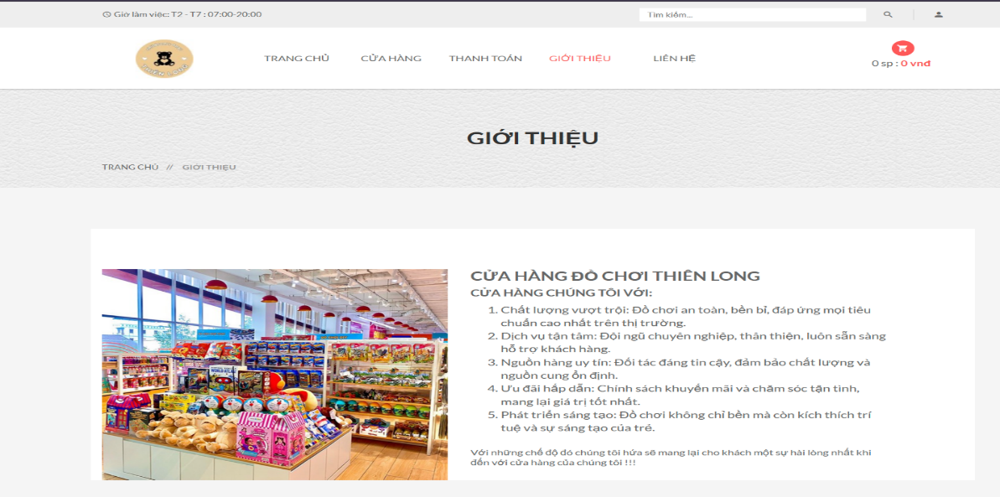 Giờ làm việc: T2 - T7 : 07:00-20:00
Tìm kiếm...
THIÊN LONG
TRANG CHỦ
CỬA HÀNG
THANH TOÁN
GIỚI THIỆU
LIÊN HỆ
0 sp : 0 vnđ
GIỚI THIỆU
TRANG CHỦ // GIỚI THIỆU
CỬA HÀNG ĐỒ CHƠI THIÊN LONG
CỬA HÀNG CHÚNG TÔI VỚI:
1. Chất lượng vượt trội: Đồ chơi an toàn, bền bỉ, đáp ứng mọi tiêu
chuẩn cao nhất trên thị trường.
2. Dịch vụ tận tâm: Đội ngũ chuyên nghiệp, thân thiện, luôn sẵn sàng
hỗ trợ khách hàng.
3. Nguồn hàng uy tín: Đối tác đáng tin cậy, đảm bảo chất lượng và
nguồn cung ổn định.
4. Ưu đãi hấp dẫn: Chính sách khuyến mãi và chăm sóc tận tình,
mang lại giá trị tốt nhất.
5. Phát triển sáng tạo: Đồ chơi không chỉ bền mà còn kích thích trí
tuệ và sự sáng tạo của trẻ.
Với những chế độ đó chúng tôi hứa sẽ mang lại cho khách một sự hài lòng nhất khi
đến với cửa hàng của chúng tôi !!!